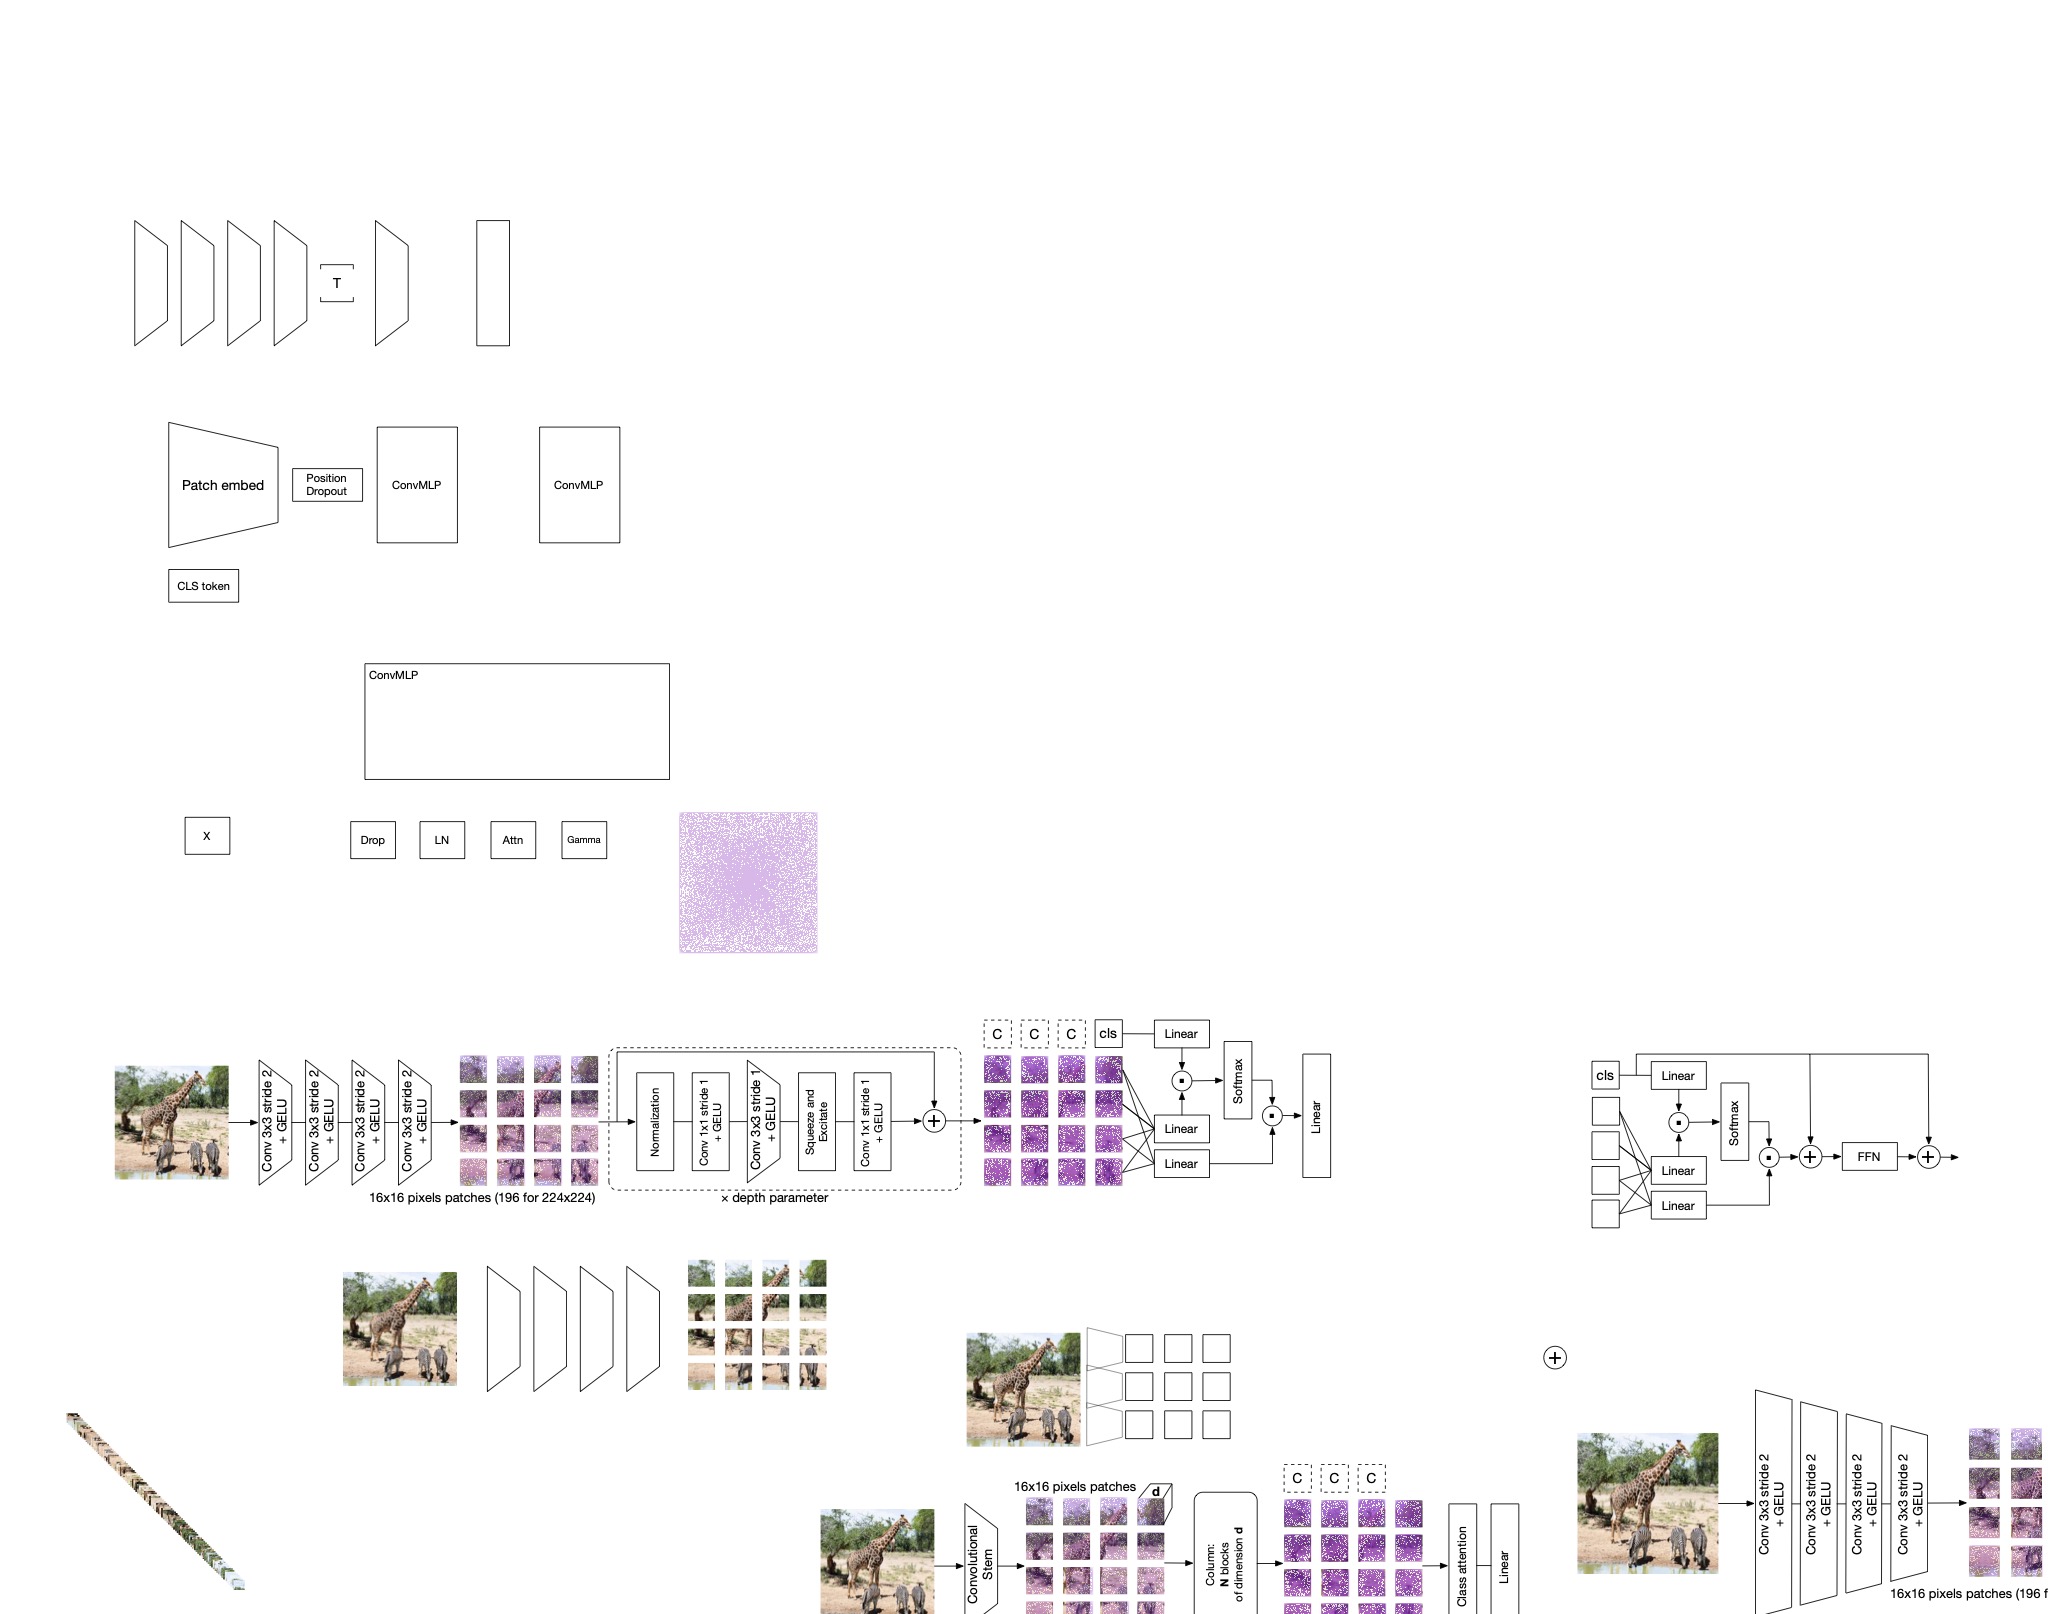 T
Patch embed
Position
Dropout
ConvMLP
ConvMLP
CLS token
ConvMLP
X
Drop
LN
Attn
Gamma
Conv 3x3 stride 2
+ GELU
Conv 3x3 stride 2
+ GELU
Conv 3x3 stride 2
+ GELU
Conv 3x3 stride 2
+ GELU
16x16 pixels patches (196 for 224x224)
Normalization
Conv 1x1 stride 1
+ GELU
Conv 3x3 stride 1
+ GELU
Squeeze and
Excitate
Conv 1x1 stride 1
+ GELU
× depth parameter
C
C
C
cls
Linear
Linear
Linear
Softmax
Linear
cls
Linear
Linear
Linear
Softmax
FFN
16x16 pixels patches
d
Convolutional
Stem
Column:
N blocks
of dimension d
C
C
C
Class attention
Linear
Conv 3x3 stride 2
+ GELU
Conv 3x3 stride 2
+ GELU
Conv 3x3 stride 2
+ GELU
Conv 3x3 stride 2
+ GELU
16x16 pixels patches (196 f